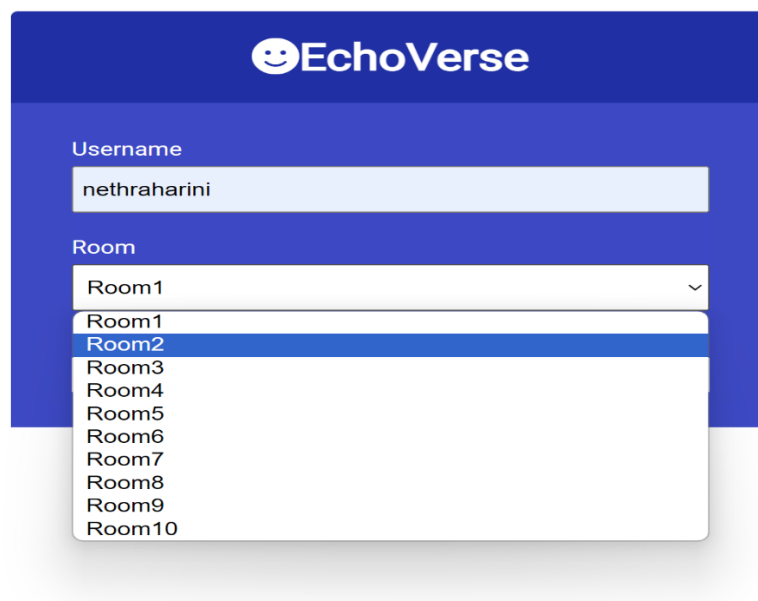 EchoVerse
Username
nethraharini
Room
Room1
Room1
Room2
Room3
Room4
Room5
Room6
Room7
Room8
Room9
Room10